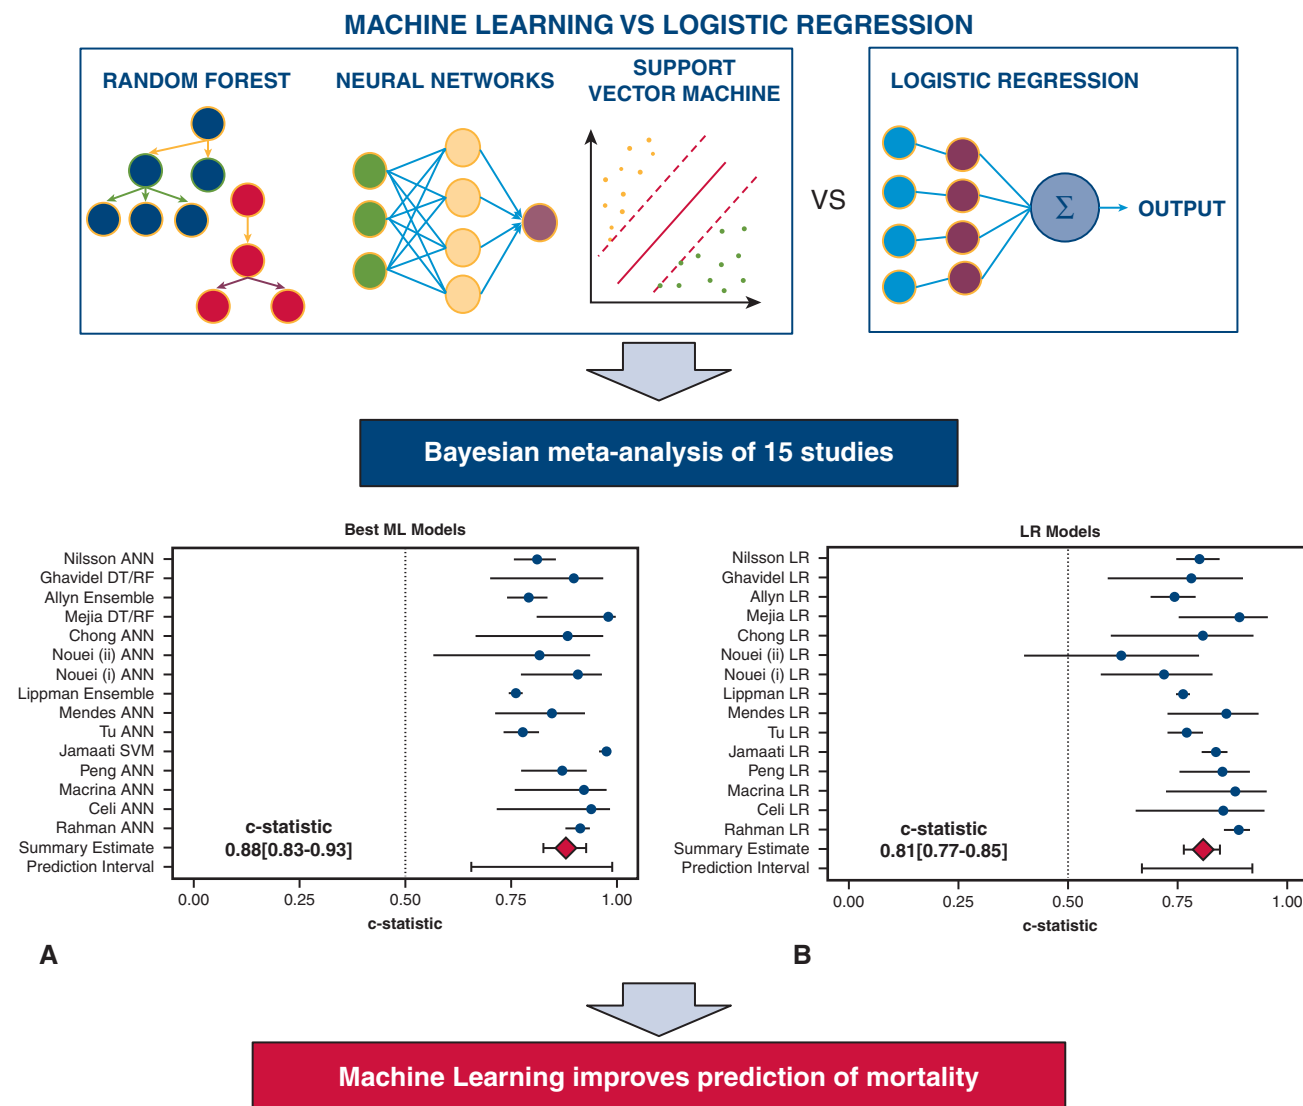 MACHINE LEARNING VS LOGISTIC REGRESSION
RANDOM FOREST
NEURAL NETWORKS
SUPPORT
VECTOR MACHINE
VS
LOGISTIC REGRESSION
Σ
OUTPUT
Bayesian meta-analysis of 15 studies
Best ML Models
Nilsson ANN
Ghavidel DT/RF
Allyn Ensemble
Mejia DT/RF
Chong ANN
Nouei (ii) ANN
Nouei (i) ANN
Lippman Ensemble
Mendes ANN
Tu ANN
Jamaati SVM
Peng ANN
Macrina ANN
Celi ANN
Rahman ANN
Summary Estimate
Prediction Interval
c-statistic
0.88[0.83-0.93]
0.00 0.25 0.50 0.75 1.00
c-statistic
A
LR Models
Nilsson LR
Ghavidel LR
Allyn LR
Mejia LR
Chong LR
Nouei (ii) LR
Nouei (i) LR
Lippman LR
Mendes LR
Tu LR
Jamaati LR
Peng LR
Macrina LR
Celi LR
Rahman LR
Summary Estimate
Prediction Interval
c-statistic
0.81[0.77-0.85]
0.00 0.25 0.50 0.75 1.00
c-statistic
B
Machine Learning improves prediction of mortality